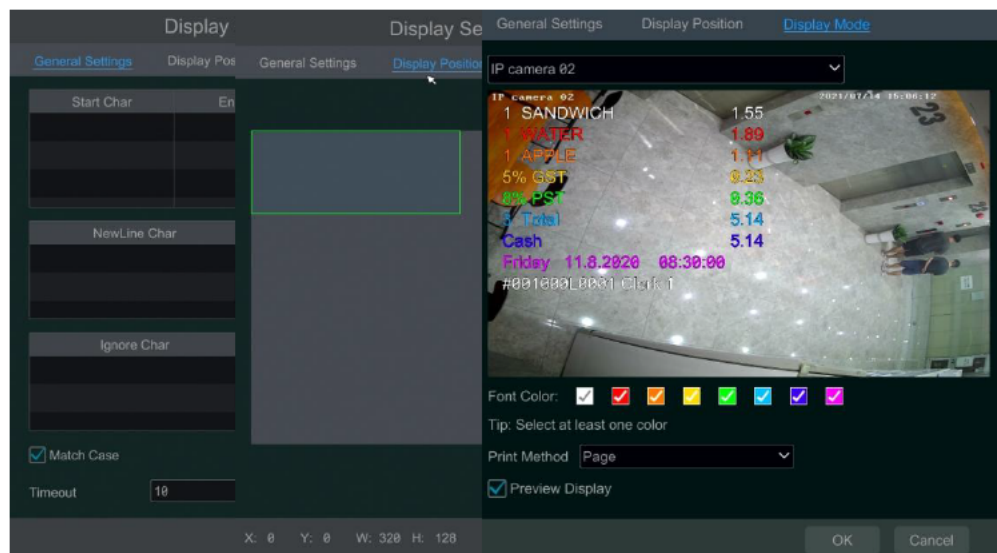 Display
General Settings
Display Pos
Start Char
En
NewLine Char
Ignore Char
Match Case
Timeout
10
Display Se
General Settings
Display Position
X: 0 Y: 0 W: 320 H: 128
General Settings
Display Position
Display Mode
IP camera 02
IP camera 02
2021/07/14 15:06:12
1 SANDWICH 1.55
1 WATER 1.89
1 APPLE 1.11
5% GST 0.23
8% PST 0.36
5 Total 5.14
Cash 5.14
Friday 11.8.2020 08:30:00
#001000L0001 Clark 1
23
Font Color:
Tip: Select at least one color
Print Method
Page
Preview Display
OK
Cancel